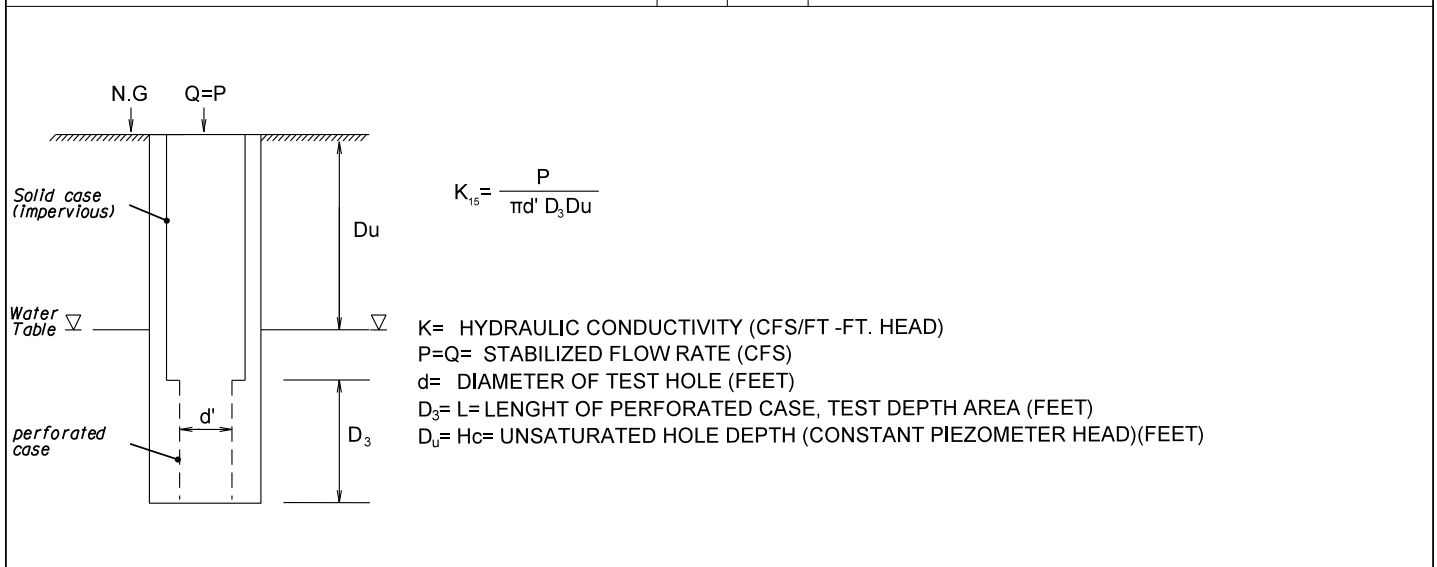 N.G Q=P
Solid case
(impervious)
Du
K₁₅= P / πd' D₃Du
Water
Table
K= HYDRAULIC CONDUCTIVITY (CFS/FT -FT. HEAD)
P=Q= STABILIZED FLOW RATE (CFS)
d= DIAMETER OF TEST HOLE (FEET)
D₃= L= LENGHT OF PERFORATED CASE, TEST DEPTH AREA (FEET)
Du= Hc= UNSATURATED HOLE DEPTH (CONSTANT PIEZOMETER HEAD)(FEET)
d'
D₃
perforated
case